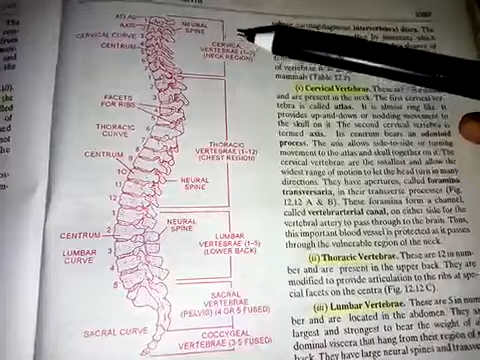 ATLAS
AXIS
CERVICAL CURVE
CENTRUM
NEURAL
SPINE
CERVICAL
VERTEBRAE (1-7)
(NECK REGION)
FACETS
FOR RIBS
THORACIC
CURVE
CENTRUM
THORACIC
VERTEBRAE (1-12)
(CHEST REGION)
NEURAL
SPINE
NEURAL
SPINE
CENTRUM
LUMBAR
CURVE
LUMBAR
VERTEBRAE (1-5)
(LOWER BACK)
SACRAL
VERTEBRAE
(PELVIS) (4 OR 5 FUSED)
SACRAL CURVE
COCCYGEAL
VERTEBRAE (3-5 FUSED)
intervertebral discs. The
mammals (Table 12.
(i) Cervical Vertebrae. These are
and are present in the neck. The first cervical ver-
tebra is called atlas. It is almost ring like. It
provides up-and-down or nodding movement to
the skull on it. The second cervical vertebra is
termed axis. Its centrum bears an odontoid
process. The axis allows side-to-side or turning
movement to the atlas and skull together on it. The
cervical vertebrae are the smallest and allow the
widest range of motion to let the head turn in many
directions. They have apertures, called foramina
transversaria, in their transverse processes (Fig.
12.12 A & B). These foramina form a channel,
called vertebrarterial canal, on either side for
vertebral artery to pass through to the brain. Thus,
this important blood vessel is protected as it passes
through the vulnerable region of the neck.
(ii) Thoracic Vertebrae. These are 12 in num-
ber and are present in the upper back. They are
modified to provide articulation to the ribs at spe-
cial facets on the centra (Fig. 12.12 C).
(iii) Lumbar Vertebrae. These are 5 in num-
ber and are located in the abdomen. They are
largest and strongest to bear the weight of
dominal viscera that hang from their region
back. They have large neural spines and transve